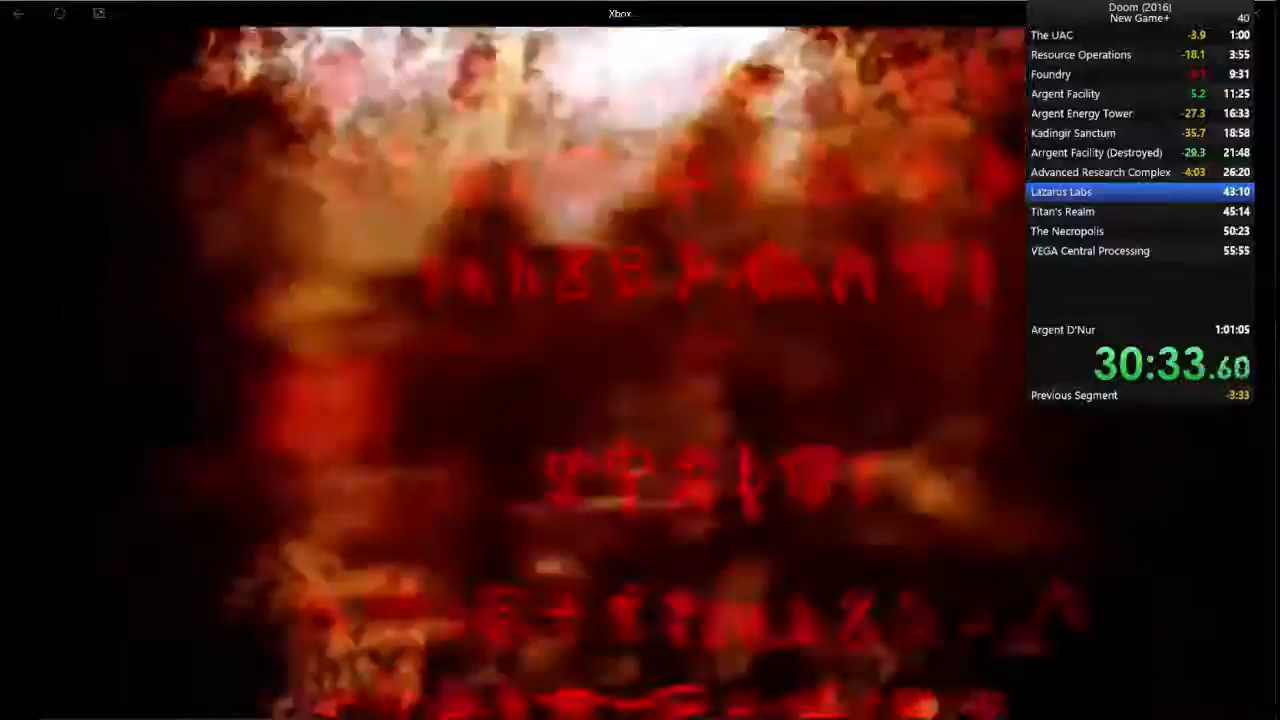 Xbox...
Doom (2016)
New Game+ 40
The UAC -3.9 1:00
Resource Operations -18.1 3:55
Foundry 9:31
Argent Facility 5.2 11:25
Argent Energy Tower -27.3 16:33
Kadingir Sanctum -35.7 18:58
Arrgent Facility (Destroyed) -29.3 21:48
Advanced Research Complex -4:03 26:20
Lazarus Labs 43:10
Titan's Realm 45:14
The Necropolis 50:23
VEGA Central Processing 55:55
Argent D'Nur 1:01:05
30:33.60
Previous Segment -3:33